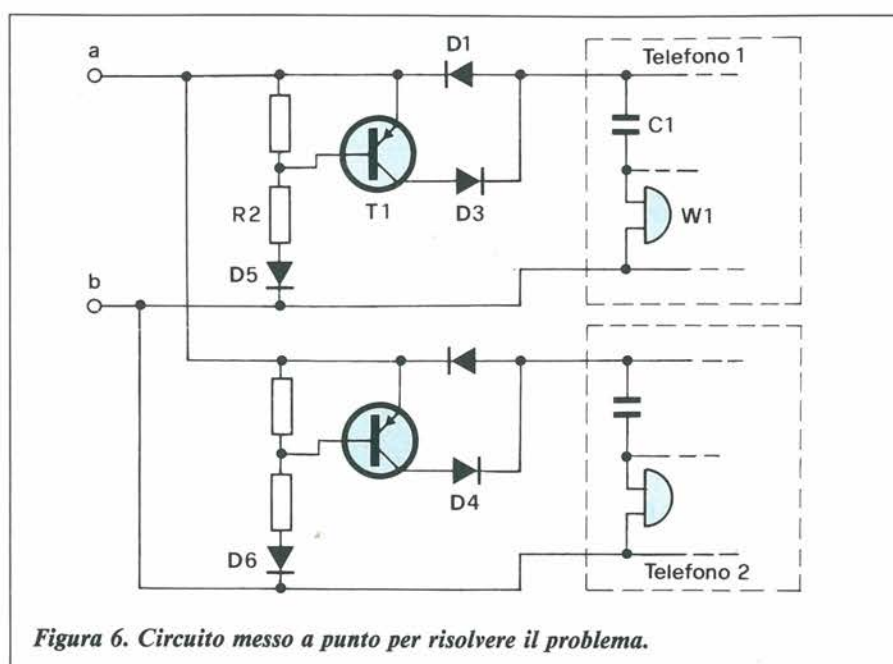 a
D1
Telefono 1
C1
R2
T1
D3
W1
D5
b
D4
D6
Telefono 2
Figura 6. Circuito messo a punto per risolvere il problema.